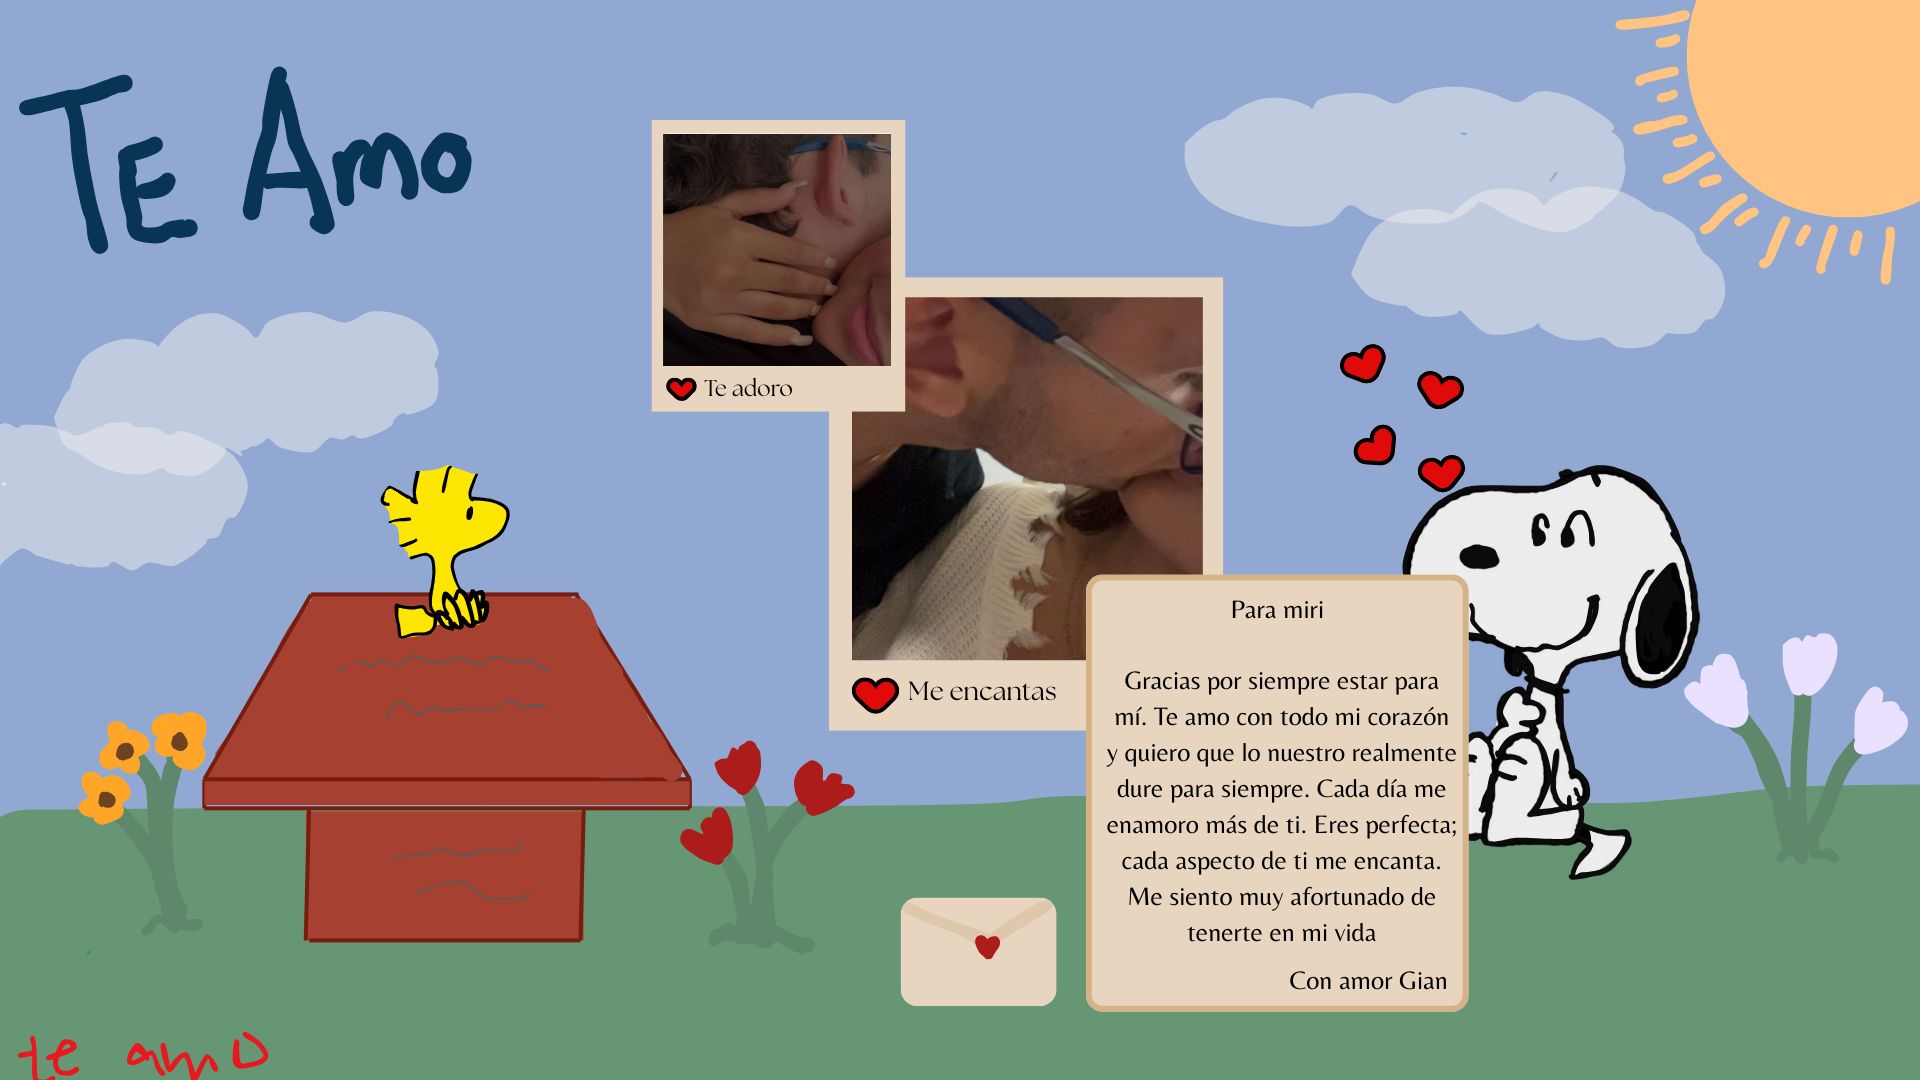 TE Amo
Te adoro
Me encantas
Para miri
Gracias por siempre estar para
mí. Te amo con todo mi corazón
y quiero que lo nuestro realmente
dure para siempre. Cada día me
enamoro más de ti. Eres perfecta;
cada aspecto de ti me encanta.
Me siento muy afortunado de
tenerte en mi vida
Con amor Gian
te amo